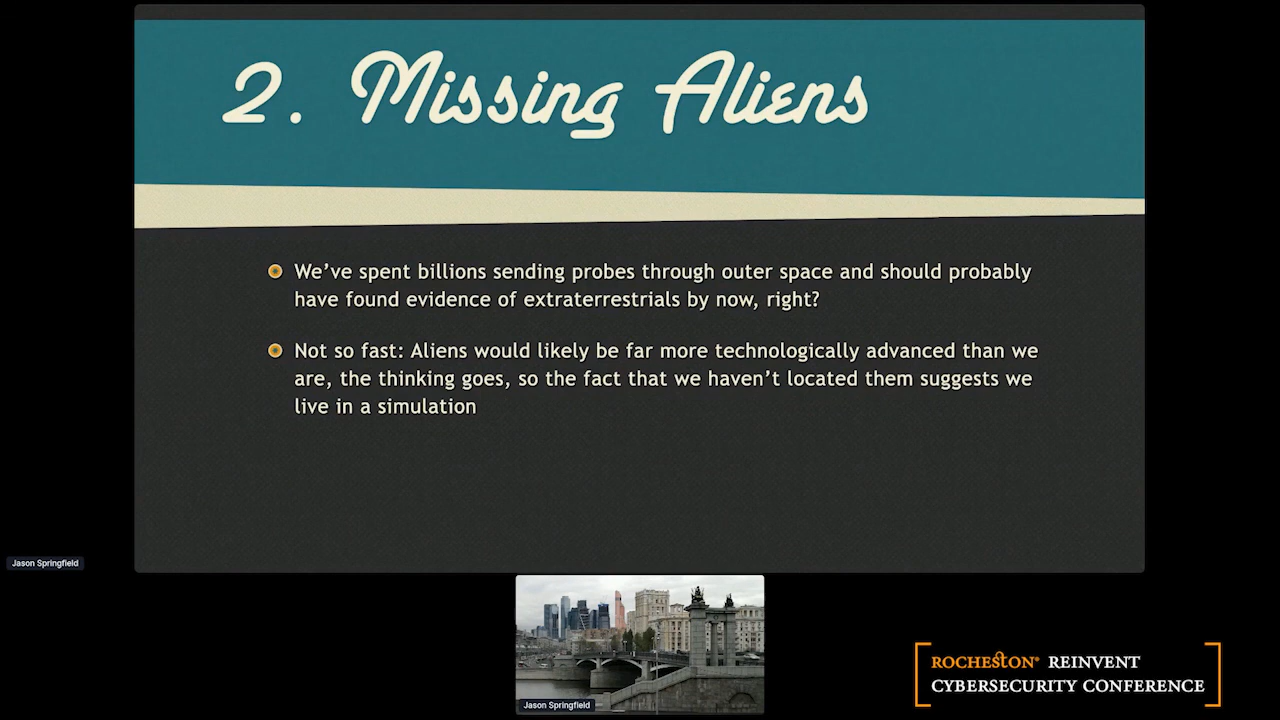 2. Missing Aliens
We’ve spent billions sending probes through outer space and should probably
have found evidence of extraterrestrials by now, right?
Not so fast: Aliens would likely be far more technologically advanced than we
are, the thinking goes, so the fact that we haven’t located them suggests we
live in a simulation
Jason Springfield
Jason Springfield
ROCHESTON® REINVENT
CYBERSECURITY CONFERENCE